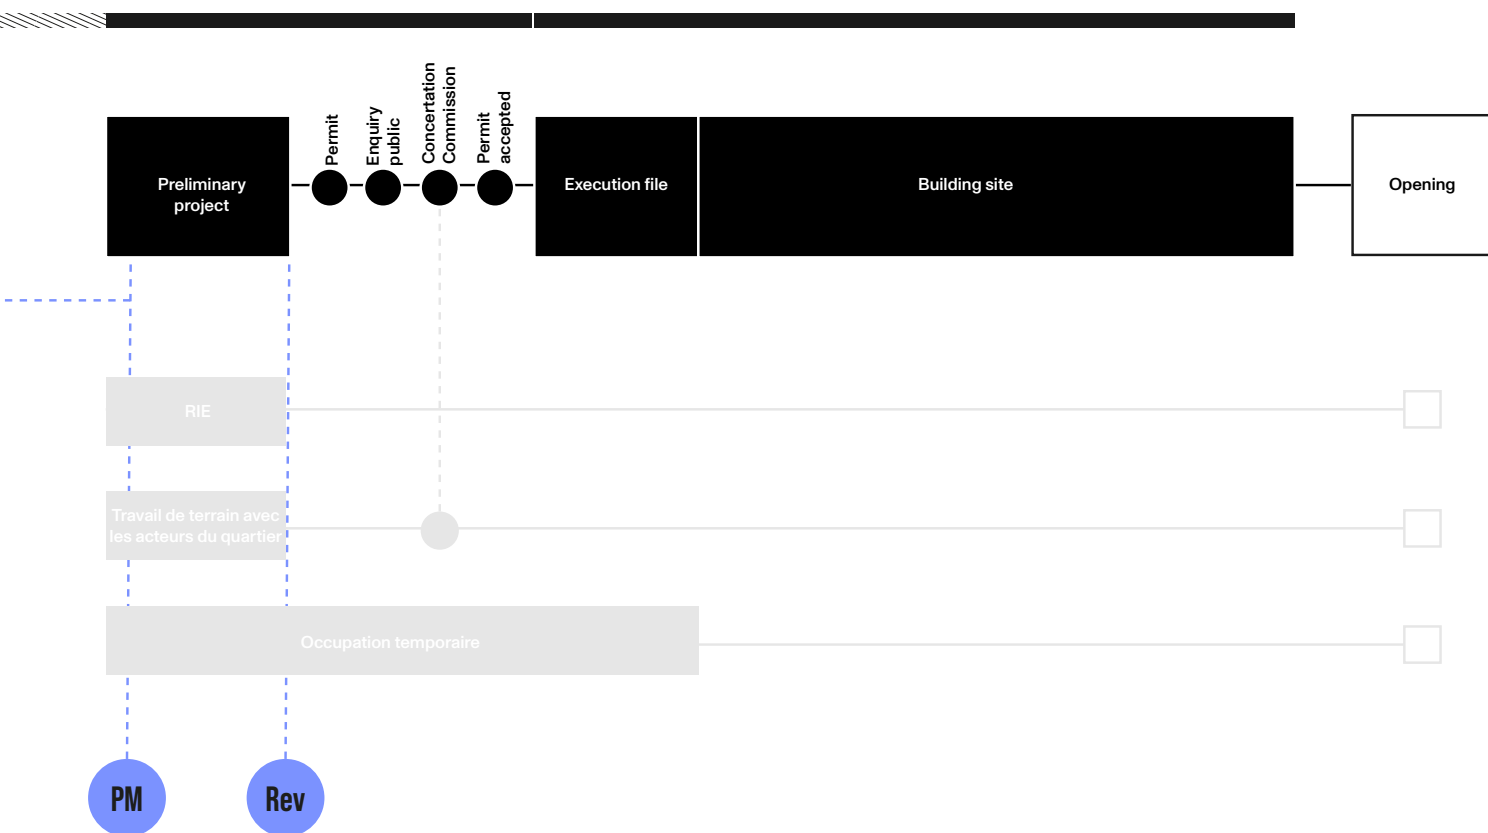 Permit
Enquiry
public
Concertation
Commission
Permit
accepted
Preliminary
project
Execution file
Building site
Opening
RIE
Travail de terrain avec
les acteurs du quartier
Occupation temporaire
PM
Rev